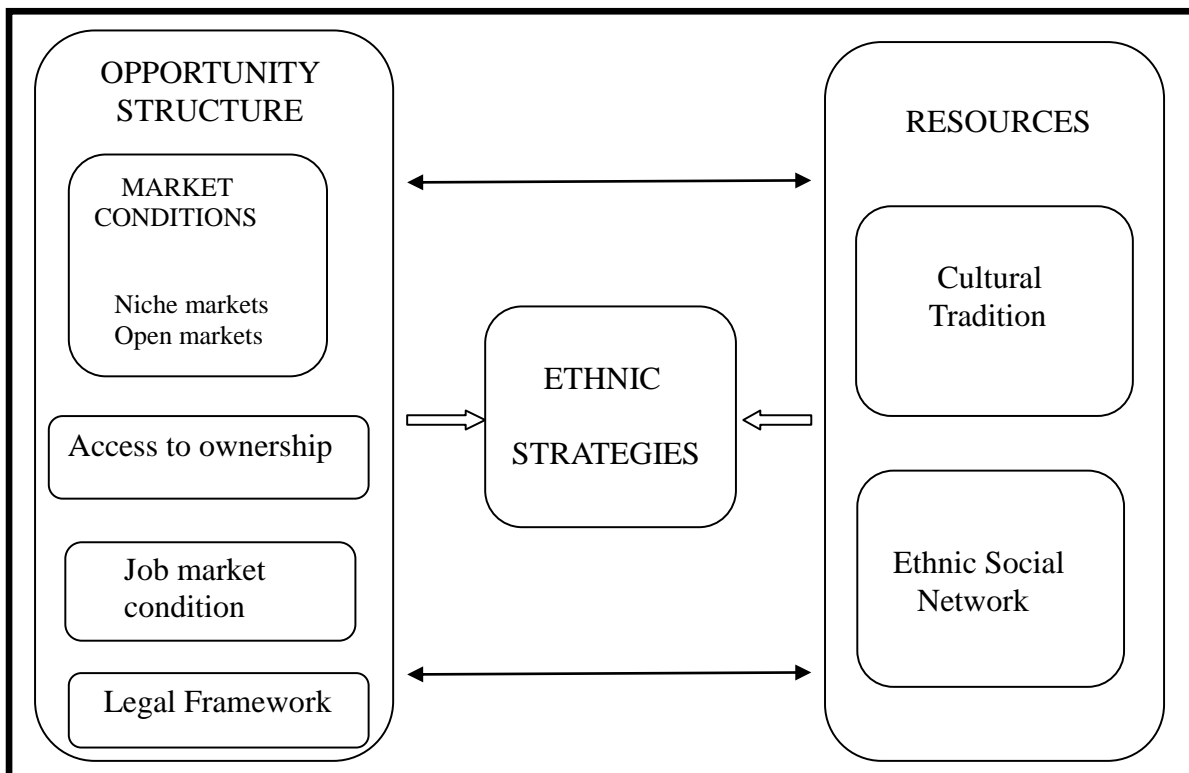 OPPORTUNITY
STRUCTURE
MARKET
CONDITIONS
Niche markets
Open markets
Access to ownership
Job market
condition
Legal Framework
ETHNIC
STRATEGIES
RESOURCES
Cultural
Tradition
Ethnic Social
Network